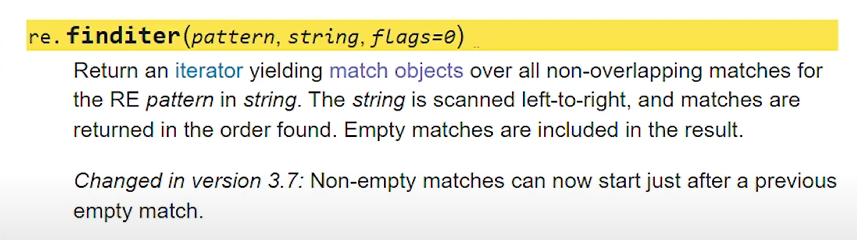 re.finditer(pattern, string, flags=0)
Return an iterator yielding match objects over all non-overlapping matches for
the RE pattern in string. The string is scanned left-to-right, and matches are
returned in the order found. Empty matches are included in the result.
Changed in version 3.7: Non-empty matches can now start just after a previous
empty match.